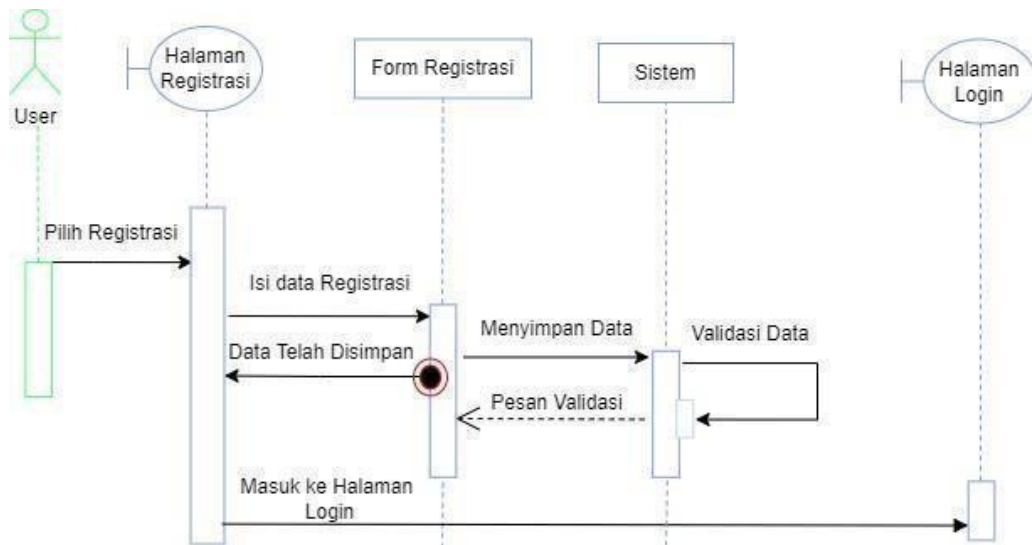 Halaman
Registrasi
Form Registrasi
Sistem
Halaman
Login
User
Pilih Registrasi
Isi data Registrasi
Menyimpan Data
Validasi Data
Data Telah Disimpan
Pesan Validasi
Masuk ke Halaman
Login